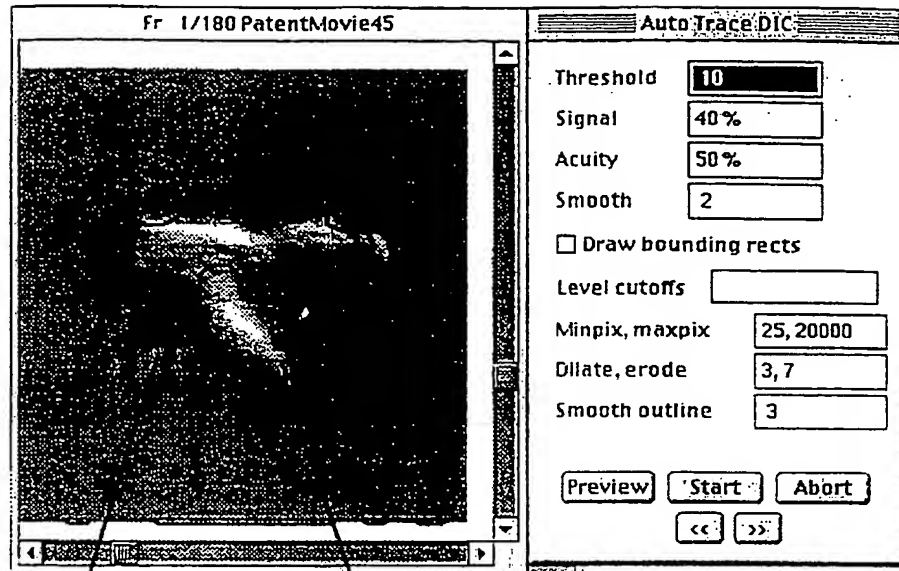 Fr 1/180 PatentMovie45
Auto Trace DIC
Threshold 10
Signal 40%
Acuity 50%
Smooth 2
Draw bounding rects
Level cutoffs
Minpix, maxpix 25, 20000
Dilate, erode 3, 7
Smooth outline 3
Preview Start Abort
<< >>